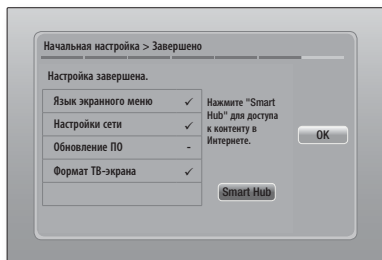 Начальная настройка > Завершено
Настройка завершена.
Язык экранного меню ✓
Настройки сети ✓
Обновление ПО -
Формат ТВ-экрана ✓
Нажмите "Smart
Hub" для доступа
к контенту в
Интернете.
Smart Hub
OK